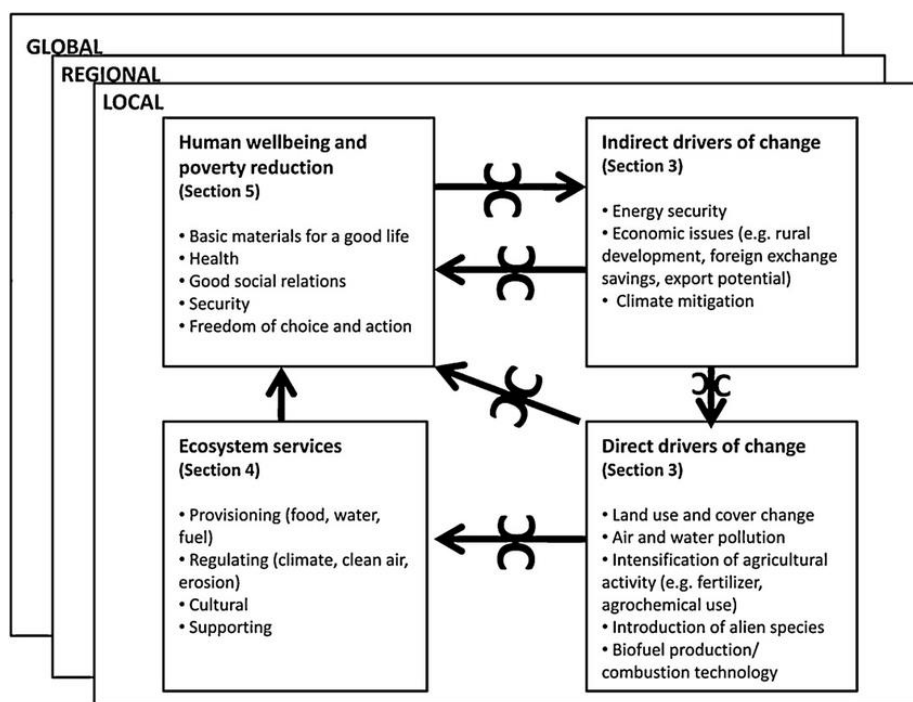 GLOBAL
REGIONAL
LOCAL
Human wellbeing and
poverty reduction
(Section 5)
• Basic materials for a good life
• Health
• Good social relations
• Security
• Freedom of choice and action
Indirect drivers of change
(Section 3)
• Energy security
• Economic issues (e.g. rural
development, foreign exchange
savings, export potential)
• Climate mitigation
Ecosystem services
(Section 4)
• Provisioning (food, water,
fuel)
• Regulating (climate, clean air,
erosion)
• Cultural
• Supporting
Direct drivers of change
(Section 3)
• Land use and cover change
• Air and water pollution
• Intensification of agricultural
activity (e.g. fertilizer,
agrochemical use)
• Introduction of alien species
• Biofuel production/
combustion technology